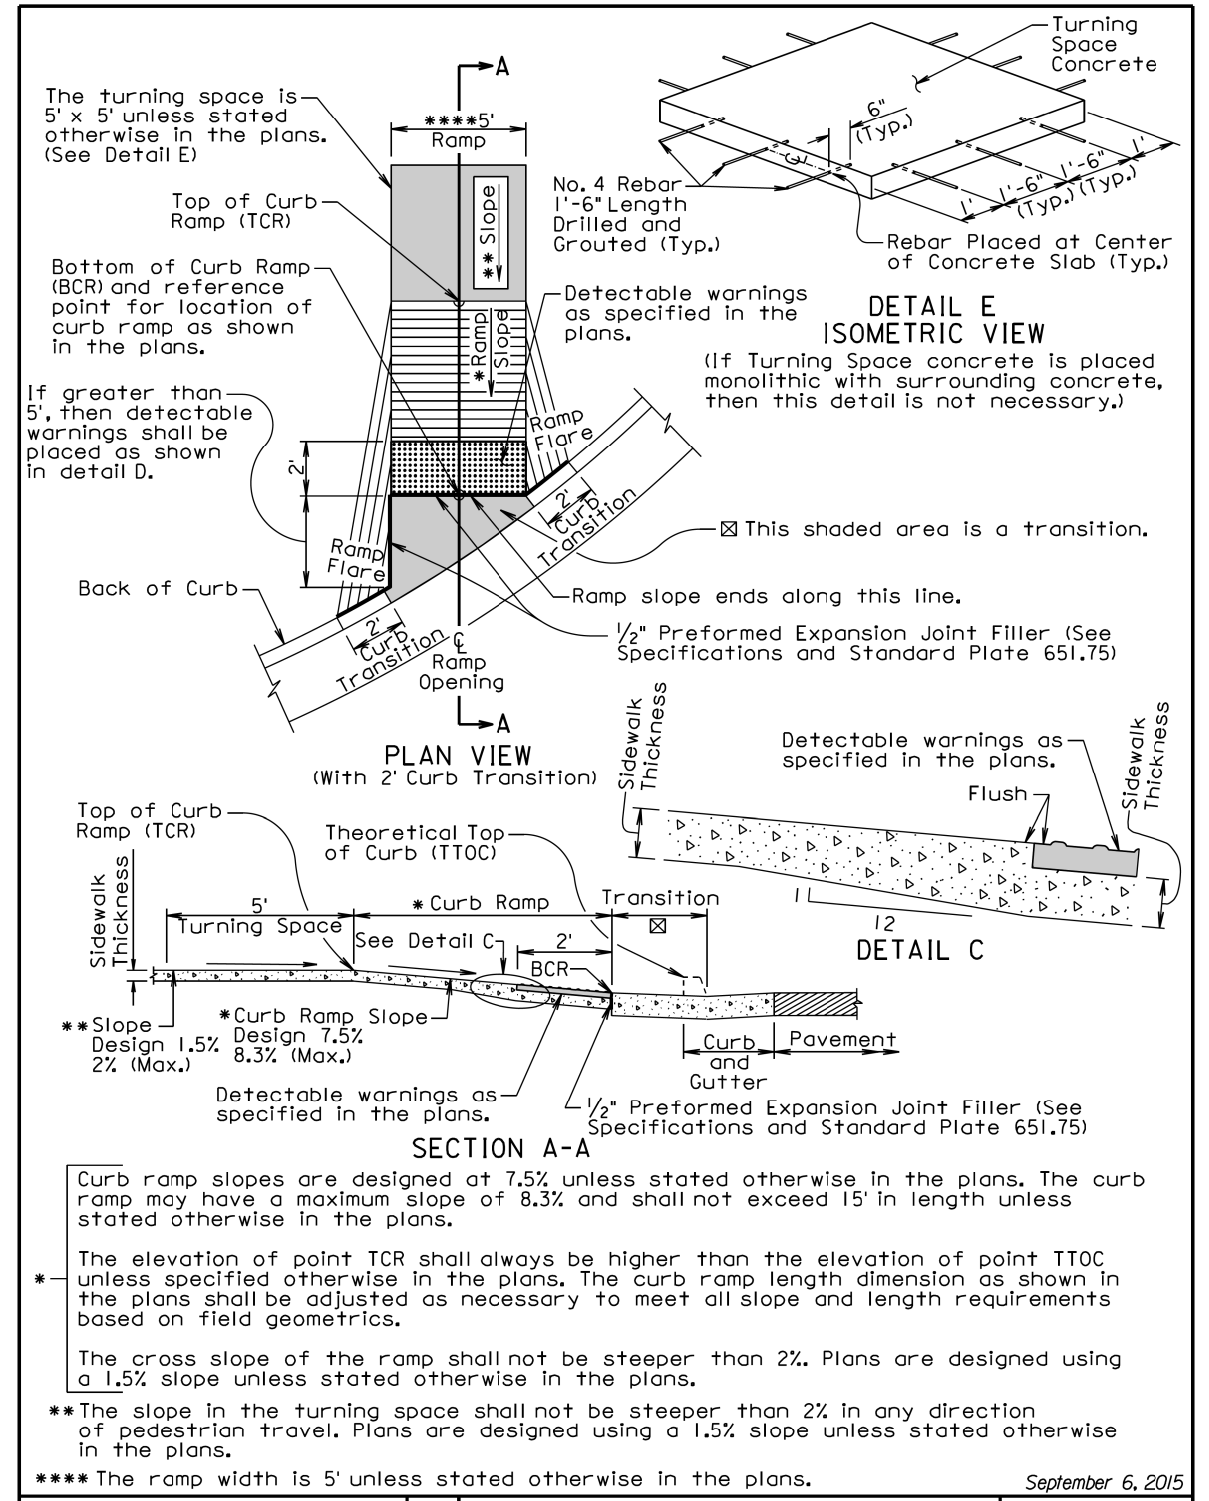 A
The turning space is
5' x 5' unless stated
otherwise in the plans.
(See Detail E)
****5'
Ramp
Top of Curb
Ramp (TCR)
** Slope
Bottom of Curb Ramp
(BCR) and reference
point for location of
curb ramp as shown
in the plans.
*Ramp
Slope
Detectable warnings
as specified in the
plans.
If greater than
5', then detectable
warnings shall be
placed as shown
in detail D.
2'
Ramp
Flare
2'
Curb
Transition
☒ This shaded area is a transition.
Ramp
Flare
Back of Curb
Ramp slope ends along this line.
1/2" Preformed Expansion Joint Filler (See
Specifications and Standard Plate 651.75)
2'
Curb
Transition
℄
Ramp
Opening
A
PLAN VIEW
(With 2' Curb Transition)
Turning
Space
Concrete
6"
(Typ.)
3"
No. 4 Rebar
1'-6" Length
Drilled and
Grouted (Typ.)
1'
1'-6"
(Typ.)
1'-6"
(Typ.)
1'
Rebar Placed at Center
of Concrete Slab (Typ.)
DETAIL E
ISOMETRIC VIEW
(If Turning Space concrete is placed
monolithic with surrounding concrete,
then this detail is not necessary.)
Sidewalk
Thickness
Detectable warnings as
specified in the plans.
Flush
Sidewalk
Thickness
1
12
DETAIL C
Top of Curb
Ramp (TCR)
Theoretical Top
of Curb (TTOC)
Sidewalk
Thickness
5'
Turning Space
* Curb Ramp
Transition
☒
See Detail C
2'
BCR
**Slope
Design 1.5%
2% (Max.)
*Curb Ramp Slope
Design 7.5%
8.3% (Max.)
Curb
and
Gutter
Pavement
Detectable warnings as
specified in the plans.
1/2" Preformed Expansion Joint Filler (See
Specifications and Standard Plate 651.75)
SECTION A-A
*
Curb ramp slopes are designed at 7.5% unless stated otherwise in the plans. The curb
ramp may have a maximum slope of 8.3% and shall not exceed 15' in length unless
stated otherwise in the plans.
The elevation of point TCR shall always be higher than the elevation of point TTOC
unless specified otherwise in the plans. The curb ramp length dimension as shown in
the plans shall be adjusted as necessary to meet all slope and length requirements
based on field geometrics.
The cross slope of the ramp shall not be steeper than 2%. Plans are designed using
a 1.5% slope unless stated otherwise in the plans.
** The slope in the turning space shall not be steeper than 2% in any direction
of pedestrian travel. Plans are designed using a 1.5% slope unless stated otherwise
in the plans.
**** The ramp width is 5' unless stated otherwise in the plans.
September 6, 2015